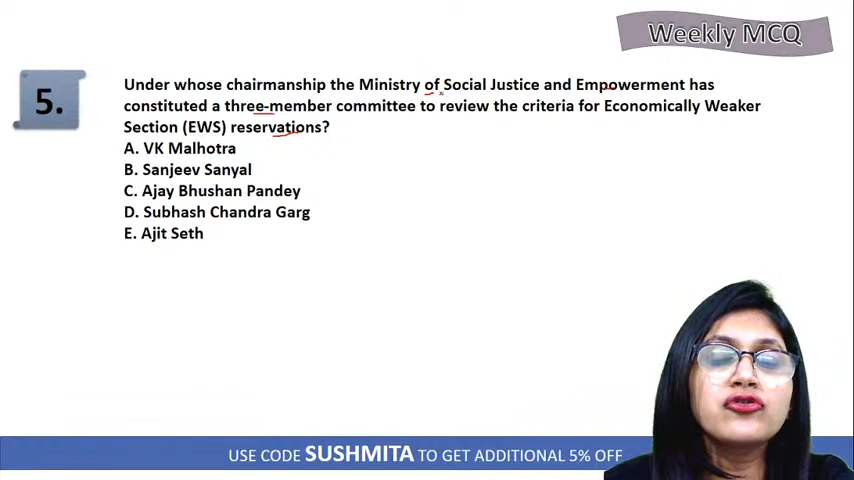 Weekly MCQ
5.
Under whose chairmanship the Ministry of Social Justice and Empowerment has
constituted a three-member committee to review the criteria for Economically Weaker
Section (EWS) reservations?
A. VK Malhotra
B. Sanjeev Sanyal
C. Ajay Bhushan Pandey
D. Subhash Chandra Garg
E. Ajit Seth
USE CODE SUSHMITA TO GET ADDITIONAL 5% OFF